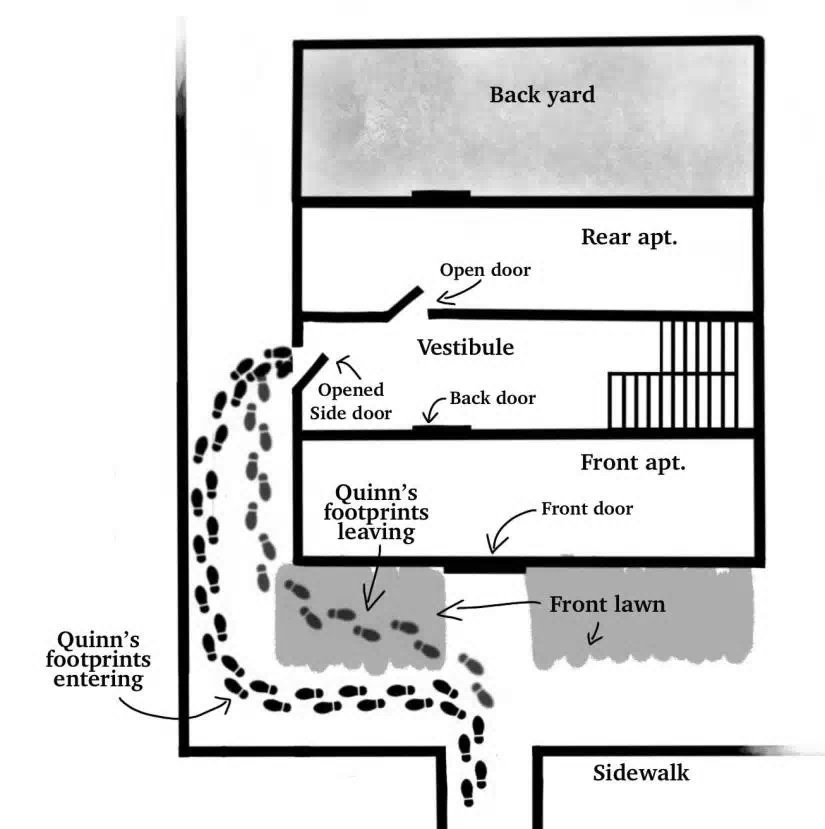 Back yard
Rear apt.
Open door
Vestibule
Opened
Side door
Back door
Front apt.
Quinn's
footprints
leaving
Front door
Front lawn
Quinn's
footprints
entering
Sidewalk